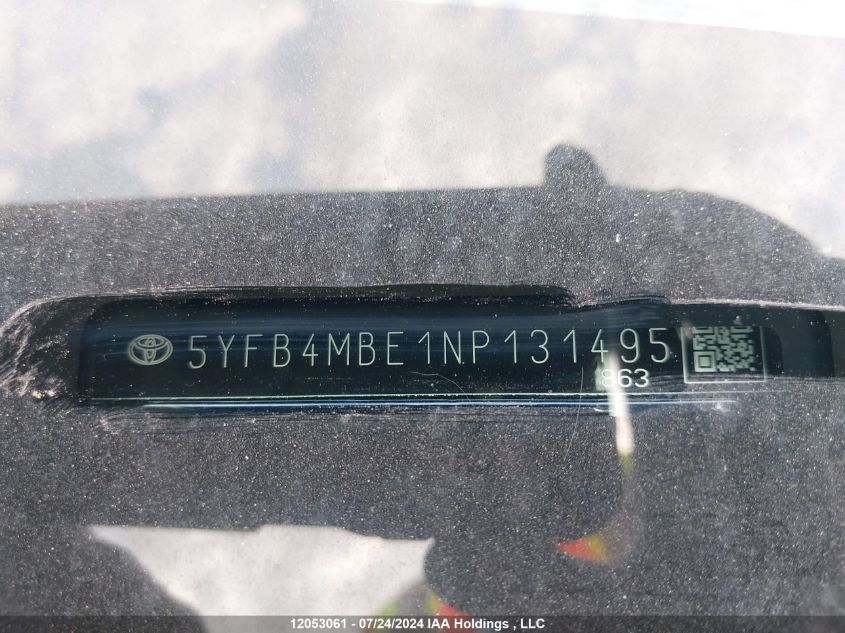 5YFB4MBE1NP131495
863
12053061 - 07/24/2024 IAA Holdings , LLC